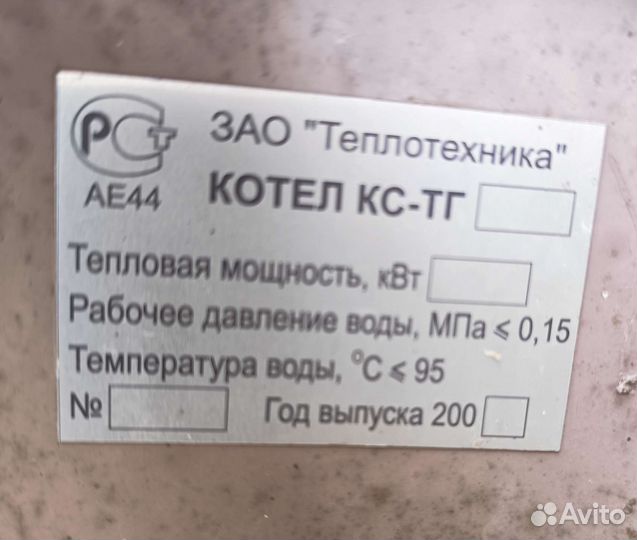 РСТ ЗАО "Теплотехника"
АЕ44 КОТЕЛ КС-ТГ
Тепловая мощность, кВт
Рабочее давление воды, МПа ⩽ 0,15
Температура воды, °С ⩽ 95
№ Год выпуска 200
Avito